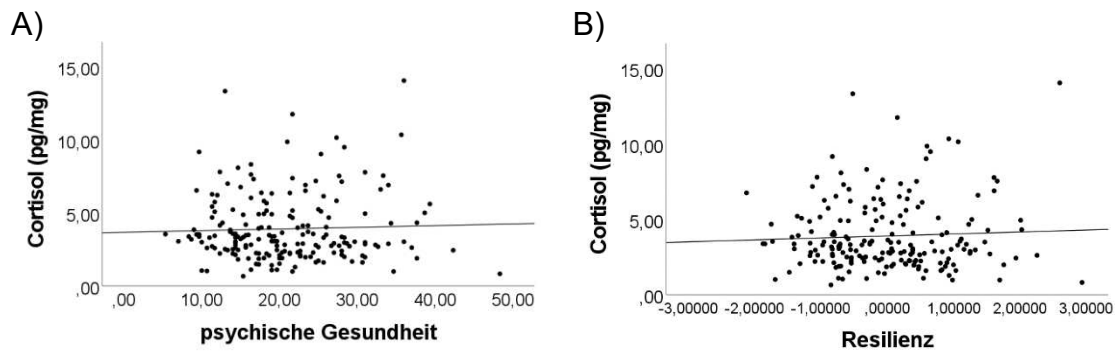 A)
Cortisol (pg/mg)
15,00
10,00
5,00
,00
,00 10,00 20,00 30,00 40,00 50,00
psychische Gesundheit
B)
Cortisol (pg/mg)
15,00
10,00
5,00
,00
-3,00000 -2,00000 -1,00000 ,00000 1,00000 2,00000 3,00000
Resilienz